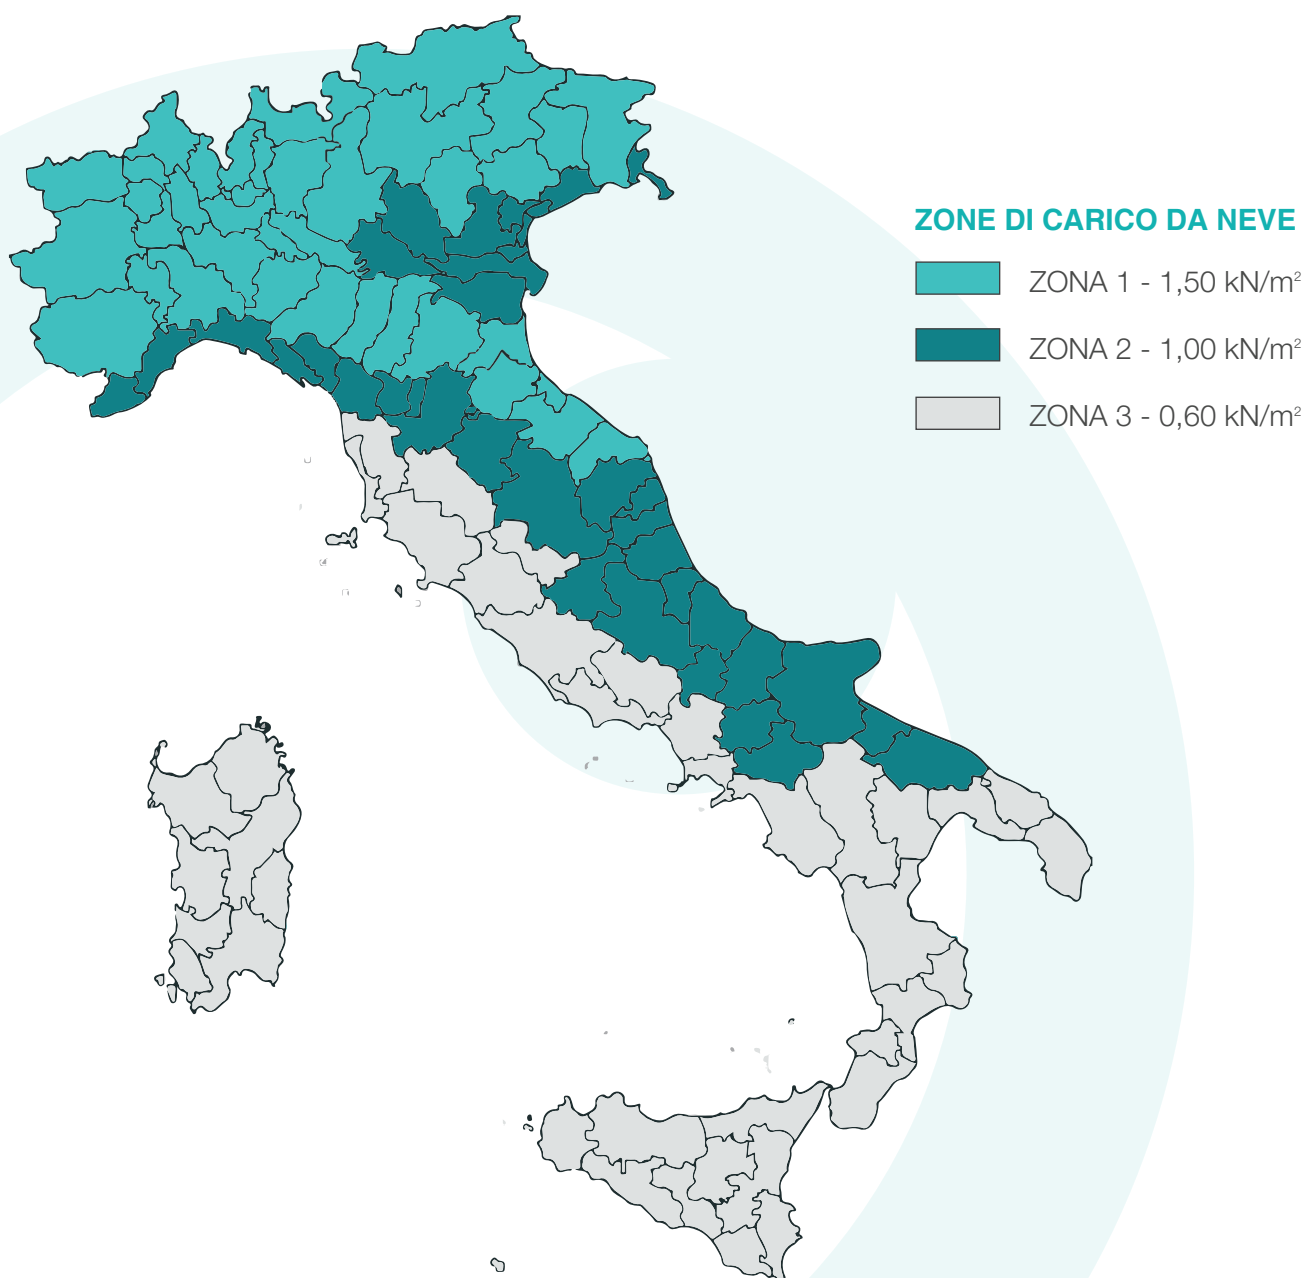 ZONE DI CARICO DA NEVE
ZONA 1 - 1,50 kN/m²
ZONA 2 - 1,00 kN/m²
ZONA 3 - 0,60 kN/m²